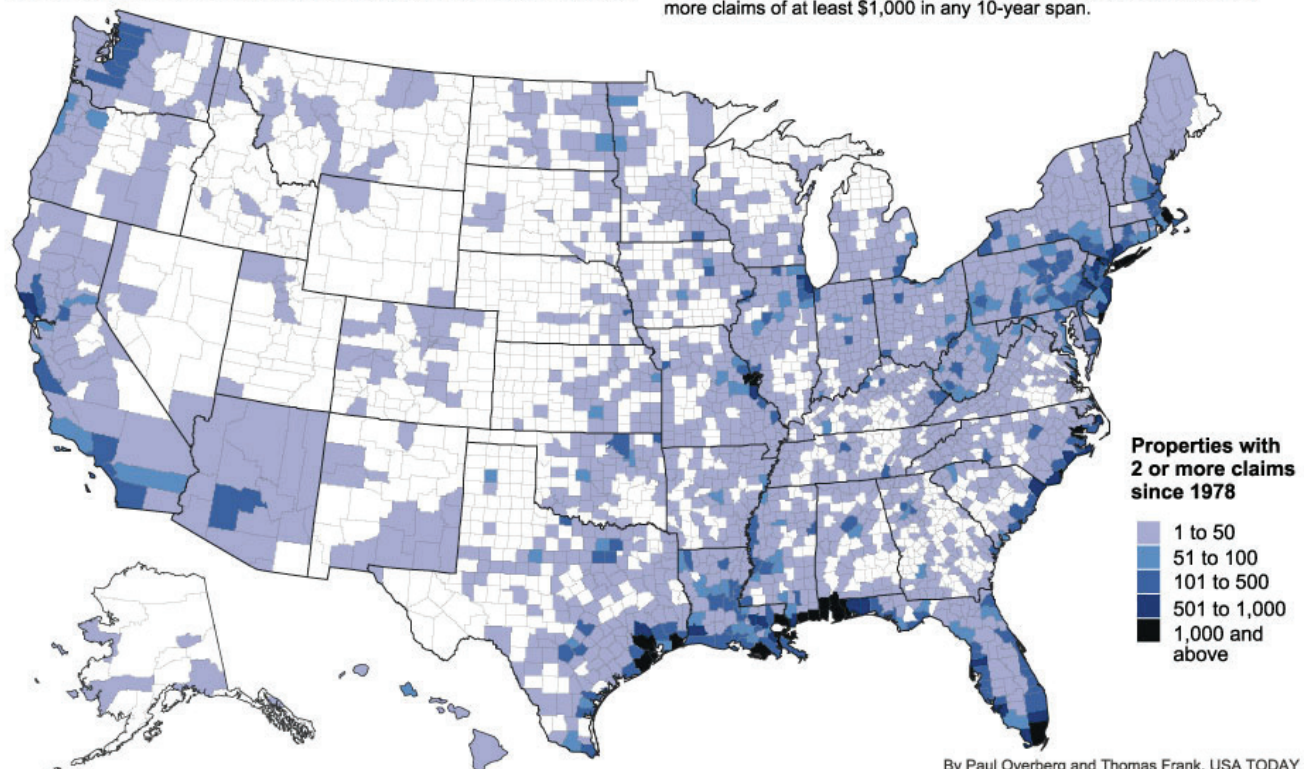 more claims of at least $1,000 in any 10-year span.
Properties with
2 or more claims
since 1978
1 to 50
51 to 100
101 to 500
501 to 1,000
1,000 and
above
By Paul Overberg and Thomas Frank, USA TODAY